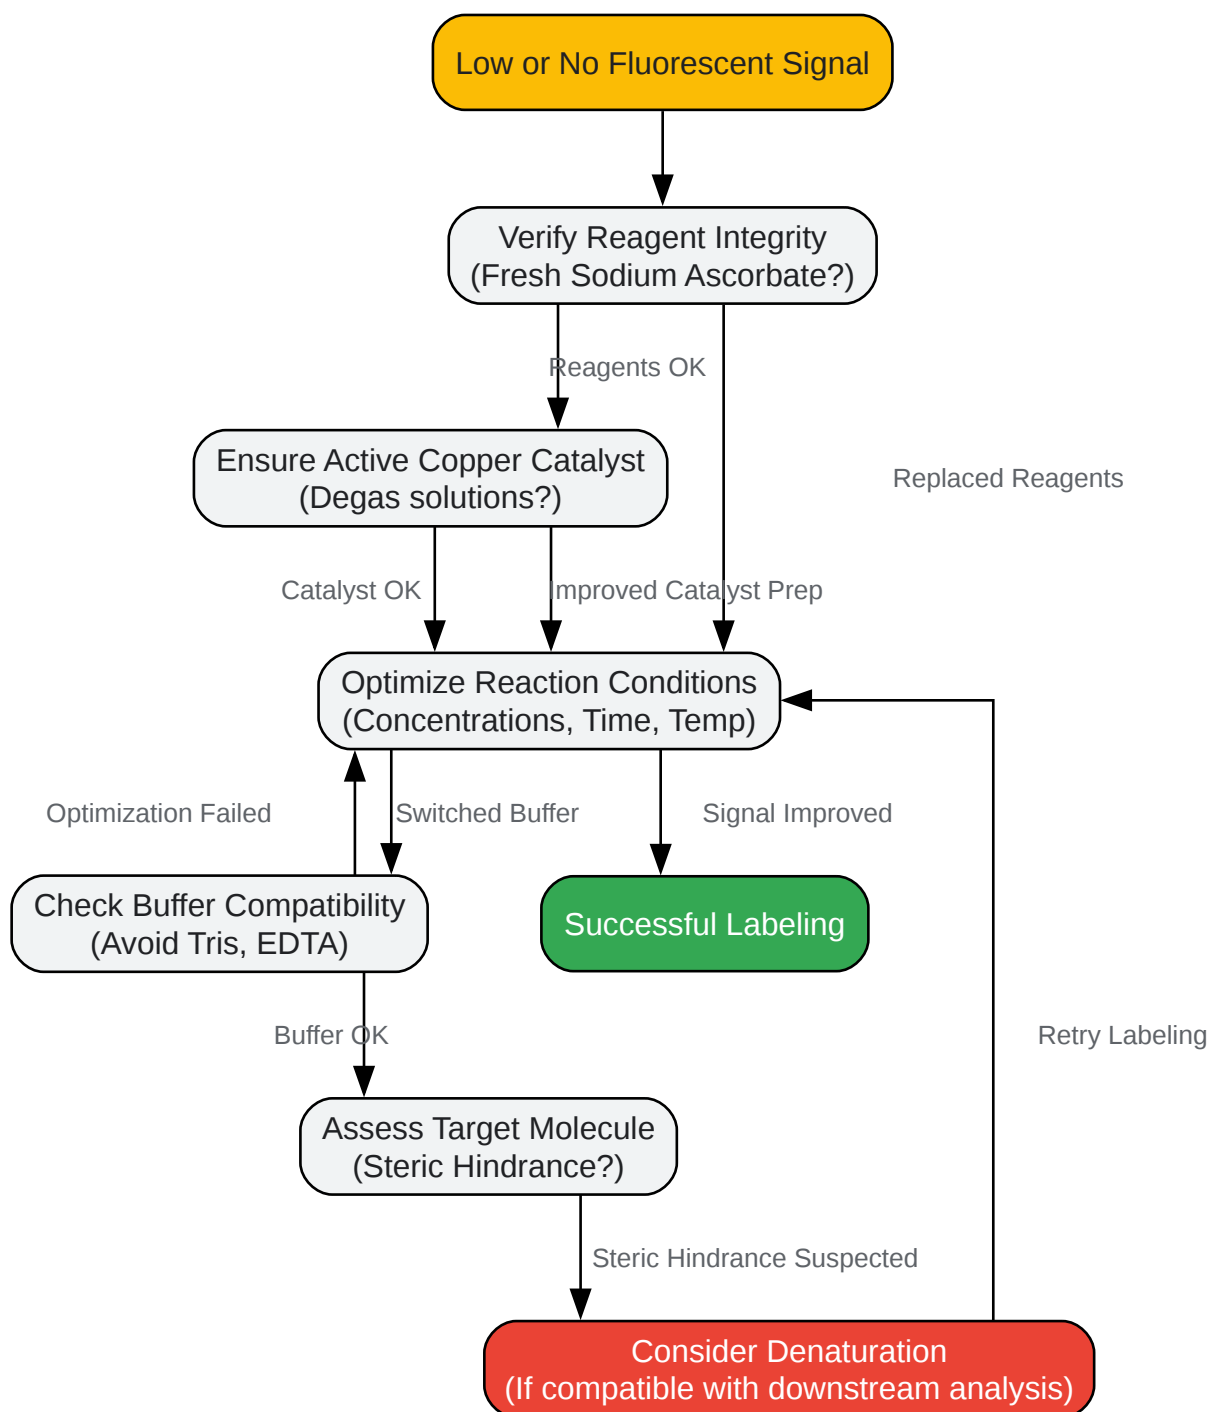 Low or No Fluorescent Signal
Verify Reagent Integrity
(Fresh Sodium Ascorbate?)
Reagents OK
Ensure Active Copper Catalyst
(Degas solutions?)
Replaced Reagents
Catalyst OK
Improved Catalyst Prep
Optimize Reaction Conditions
(Concentrations, Time, Temp)
Optimization Failed
Switched Buffer
Signal Improved
Check Buffer Compatibility
(Avoid Tris, EDTA)
Successful Labeling
Buffer OK
Retry Labeling
Assess Target Molecule
(Steric Hindrance?)
Steric Hindrance Suspected
Consider Denaturation
(If compatible with downstream analysis)